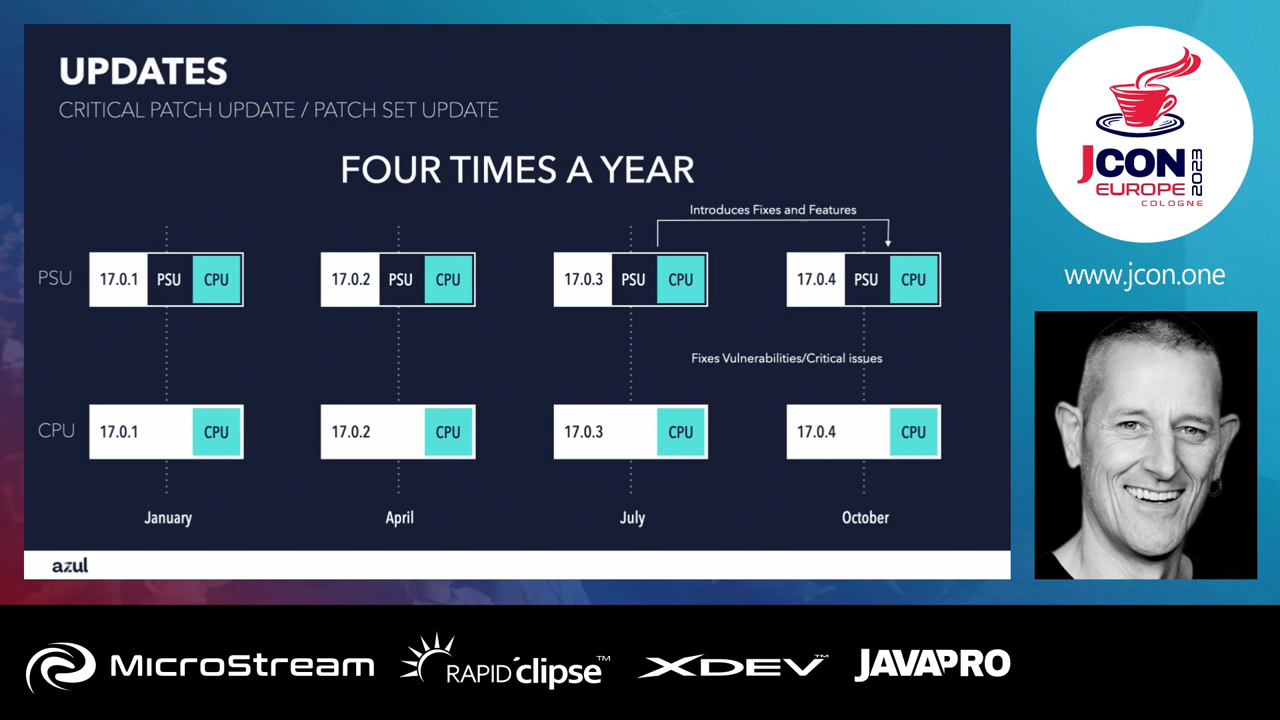 UPDATES
CRITICAL PATCH UPDATE / PATCH SET UPDATE
FOUR TIMES A YEAR
Introduces Fixes and Features
PSU
17.0.1 PSU CPU
17.0.2 PSU CPU
17.0.3 PSU CPU
17.0.4 PSU CPU
Fixes Vulnerabilities/Critical issues
CPU
17.0.1 CPU
17.0.2 CPU
17.0.3 CPU
17.0.4 CPU
January
April
July
October
azul
JCON
EUROPE
COLOGNE
2023
www.jcon.one
MicroStream
RAPID clipse™
XDEV™
JAVAPRO